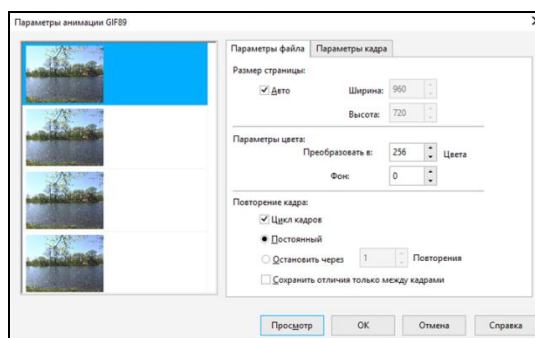 Параметры анимации GIF89
Параметры файла Параметры кадра
Размер страницы:
Авто Ширина: 960
Высота: 720
Параметры цвета:
Преобразовать в: 256 Цвета
Фон: 0
Повторение кадра:
Цикл кадров
Постоянный
Остановить через 1 Повторения
Сохранить отличия только между кадрами
Просмотр ОК Отмена Справка